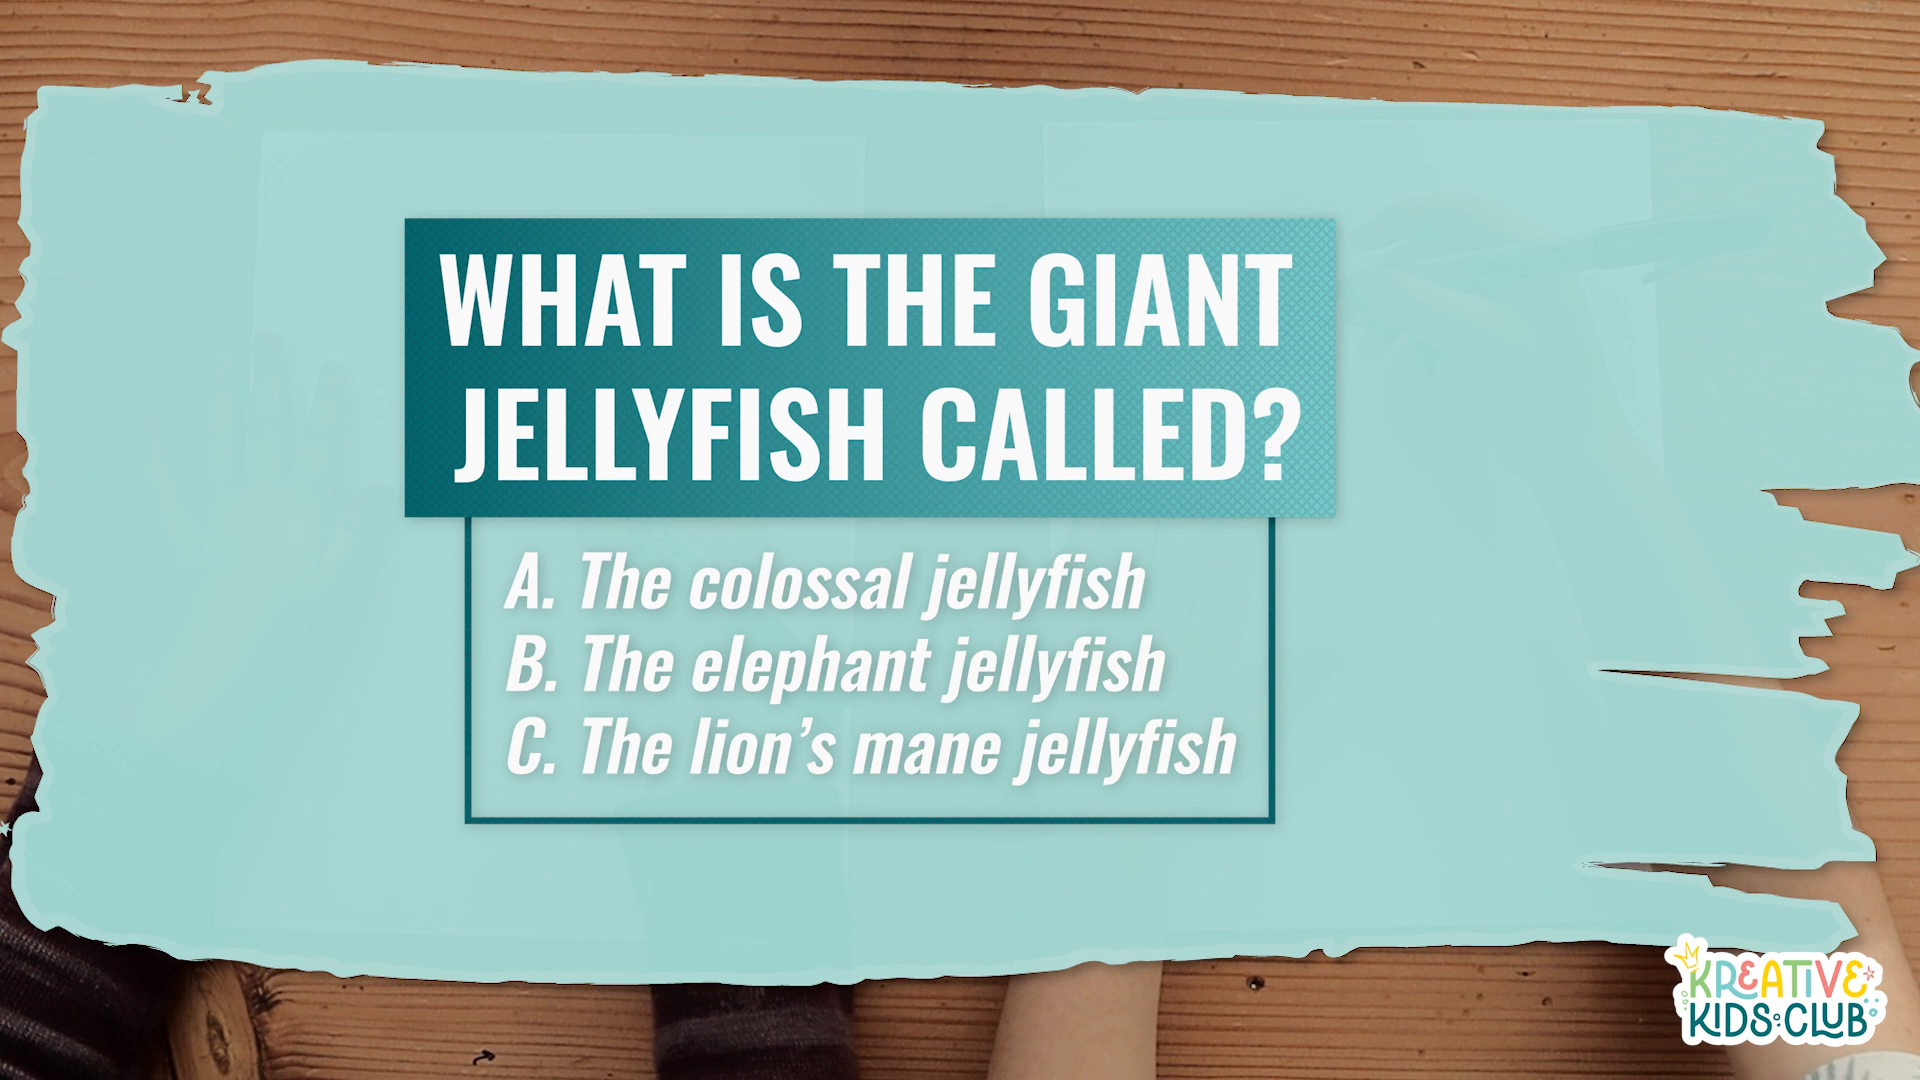 WHAT IS THE GIANT
JELLYFISH CALLED?
A. The colossal jellyfish
B. The elephant jellyfish
C. The lion’s mane jellyfish
KREATIVE
KIDS CLUB